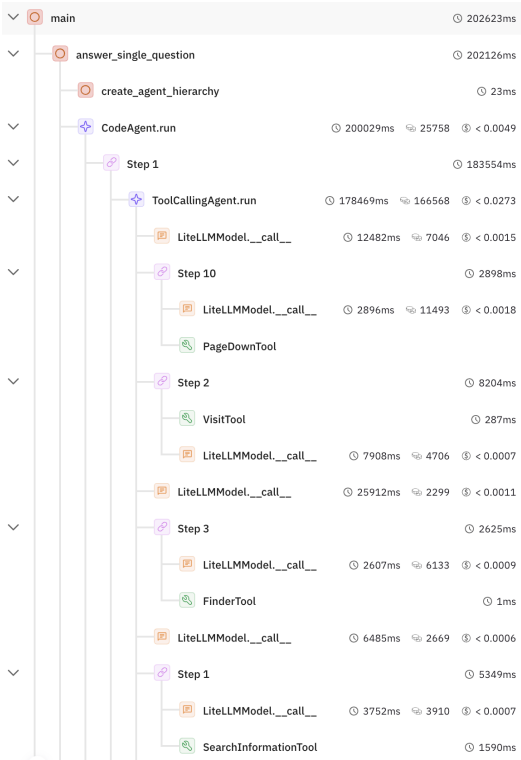 main 202623ms
answer_single_question 202126ms
create_agent_hierarchy 23ms
CodeAgent.run 200029ms 25758 < 0.0049
Step 1 183554ms
ToolCallingAgent.run 178469ms 166568 < 0.0273
LiteLLMModel.__call__ 12482ms 7046 < 0.0015
Step 10 2898ms
LiteLLMModel.__call__ 2896ms 11493 < 0.0018
PageDownTool
Step 2 8204ms
VisitTool 287ms
LiteLLMModel.__call__ 7908ms 4706 < 0.0007
LiteLLMModel.__call__ 25912ms 2299 < 0.0011
Step 3 2625ms
LiteLLMModel.__call__ 2607ms 6133 < 0.0009
FinderTool 1ms
LiteLLMModel.__call__ 6485ms 2669 < 0.0006
Step 1 5349ms
LiteLLMModel.__call__ 3752ms 3910 < 0.0007
SearchInformationTool 1590ms